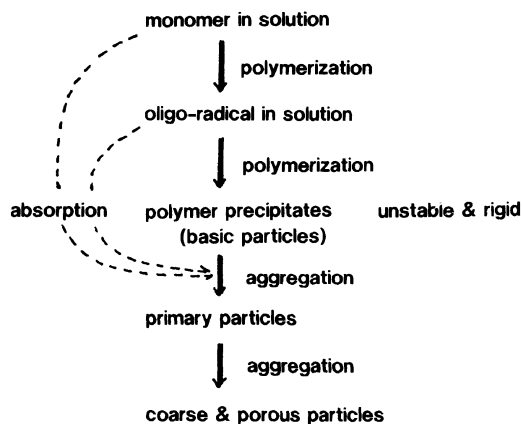 monomer in solution
polymerization
oligo-radical in solution
polymerization
absorption polymer precipitates unstable & rigid
(basic particles)
aggregation
primary particles
aggregation
coarse & porous particles